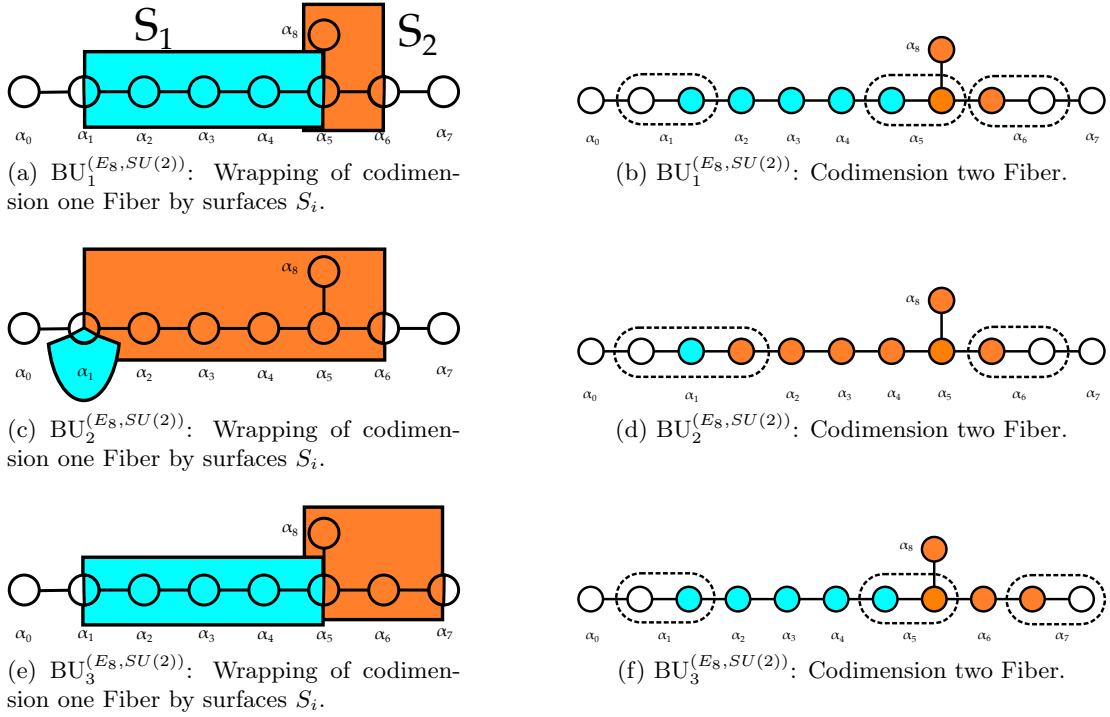 S₁ S₂
α₈
α₀ α₁ α₂ α₃ α₄ α₅ α₆ α₇
(a) BU₁^{(E₈,SU(2))}: Wrapping of codimen-
sion one Fiber by surfaces Sᵢ.
α₈
α₀ α₁ α₂ α₃ α₄ α₅ α₆ α₇
(b) BU₁^{(E₈,SU(2))}: Codimension two Fiber.
α₈
α₀ α₁ α₂ α₃ α₄ α₅ α₆ α₇
(c) BU₂^{(E₈,SU(2))}: Wrapping of codimen-
sion one Fiber by surfaces Sᵢ.
α₈
α₀ α₁ α₂ α₃ α₄ α₅ α₆ α₇
(d) BU₂^{(E₈,SU(2))}: Codimension two Fiber.
α₈
α₀ α₁ α₂ α₃ α₄ α₅ α₆ α₇
(e) BU₃^{(E₈,SU(2))}: Wrapping of codimen-
sion one Fiber by surfaces Sᵢ.
α₈
α₀ α₁ α₂ α₃ α₄ α₅ α₆ α₇
(f) BU₃^{(E₈,SU(2))}: Codimension two Fiber.